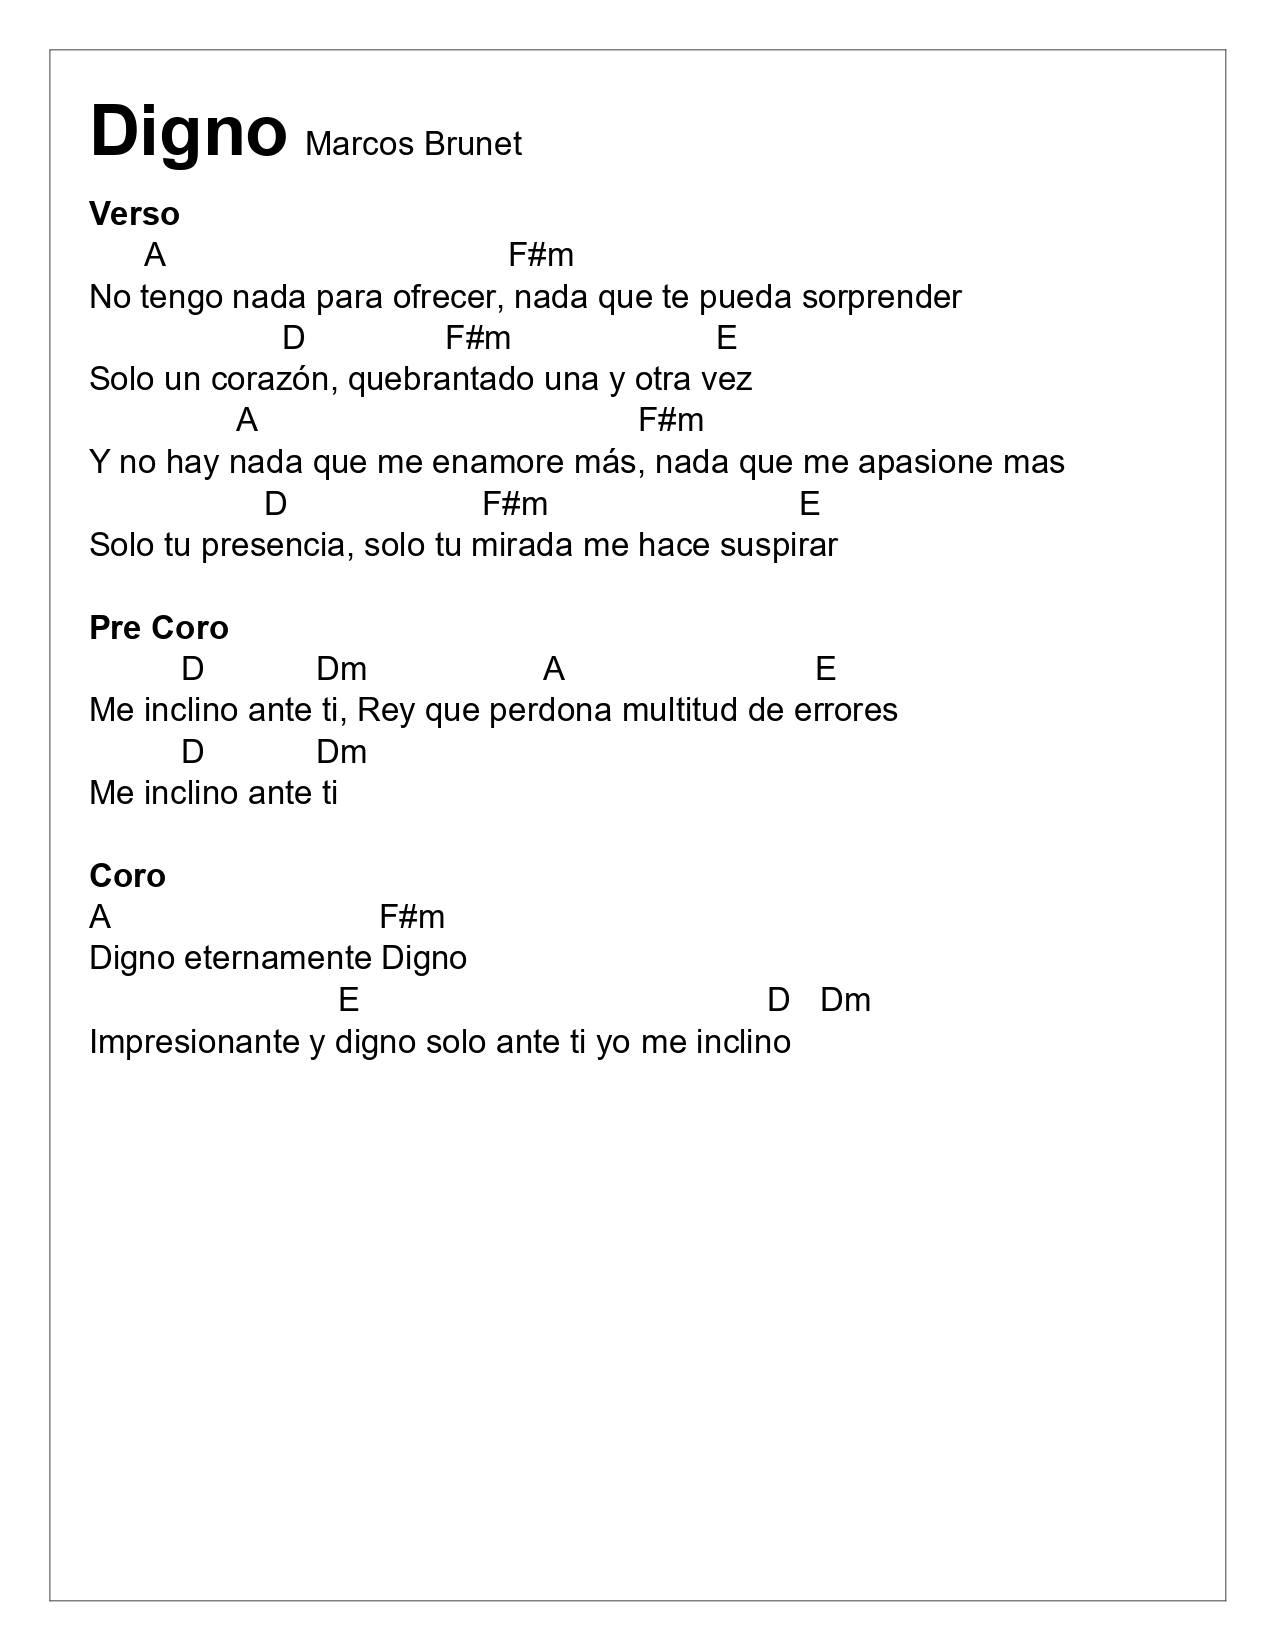 Digno Marcos Brunet
Verso
A F#m
No tengo nada para ofrecer, nada que te pueda sorprender
D F#m E
Solo un corazón, quebrantado una y otra vez
A F#m
Y no hay nada que me enamore más, nada que me apasione mas
D F#m E
Solo tu presencia, solo tu mirada me hace suspirar
Pre Coro
D Dm A E
Me inclino ante ti, Rey que perdona multitud de errores
D Dm
Me inclino ante ti
Coro
A F#m
Digno eternamente Digno
E D Dm
Impresionante y digno solo ante ti yo me inclino